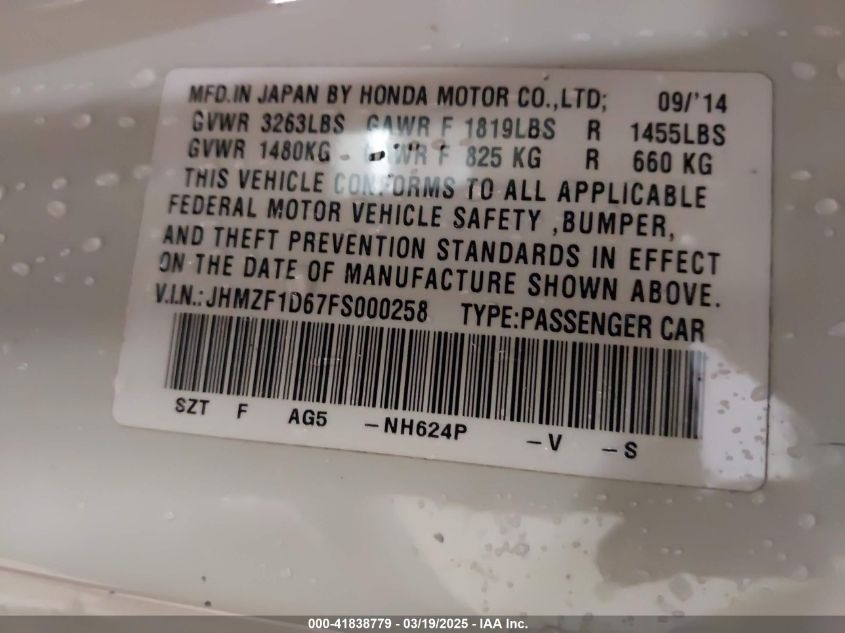 MFD.IN JAPAN BY HONDA MOTOR CO.,LTD; 09/'14
GVWR 3263LBS GAWR F 1819LBS R 1455LBS
GVWR 1480KG GAWR F 825 KG R 660 KG
THIS VEHICLE CONFORMS TO ALL APPLICABLE
FEDERAL MOTOR VEHICLE SAFETY ,BUMPER,
AND THEFT PREVENTION STANDARDS IN EFFECT
ON THE DATE OF MANUFACTURE SHOWN ABOVE.
V.I.N.: JHMZF1D67FS000258 TYPE:PASSENGER CAR
SZT F AG5 -NH624P -V -S
000-41838779 - 03/19/2025 - IAA Inc.